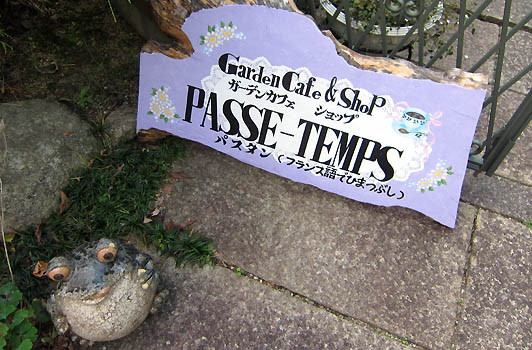 Garden Cafe & ShoP
ガーデンカフェ ショップ
PASSE-TEMPS
パスタン(フランス語でひまつぶし)